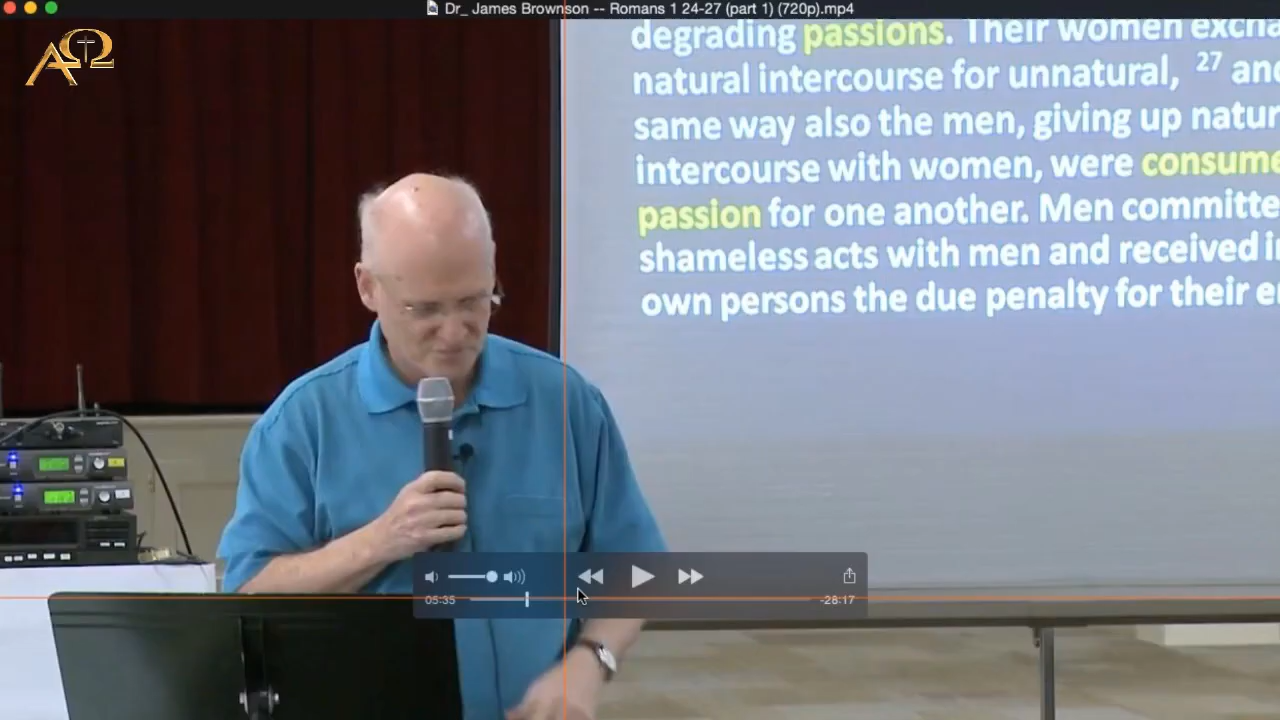 Dr_ James Brownson -- Romans 1 24-27 (part 1) (720p).mp4
ΑΩ
degrading passions. Their women excha
natural intercourse for unnatural, 27 and
same way also the men, giving up natur
intercourse with women, were consume
passion for one another. Men committe
shameless acts with men and received i
own persons the due penalty for their e
05:35
-28:17